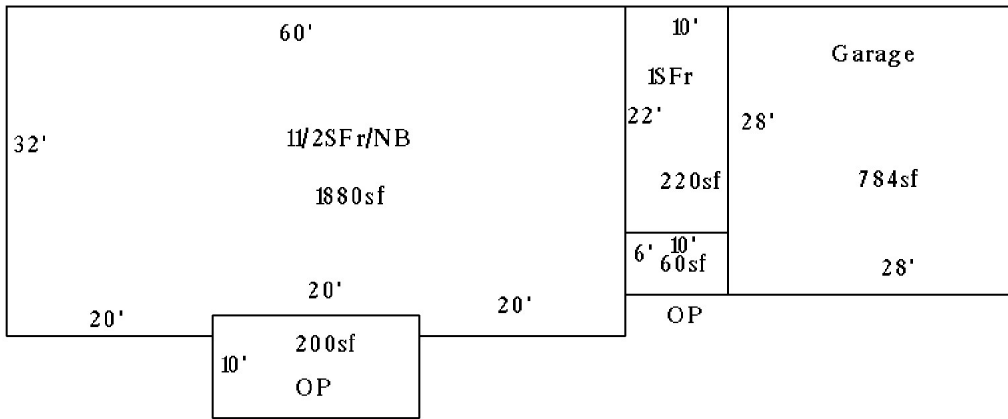 60'
32'
11/2SFr/NB
1880sf
20'
20'
20'
10'
200sf
OP
10'
1SFr
22'
220sf
6'
10'
60sf
OP
Garage
28'
784sf
28'